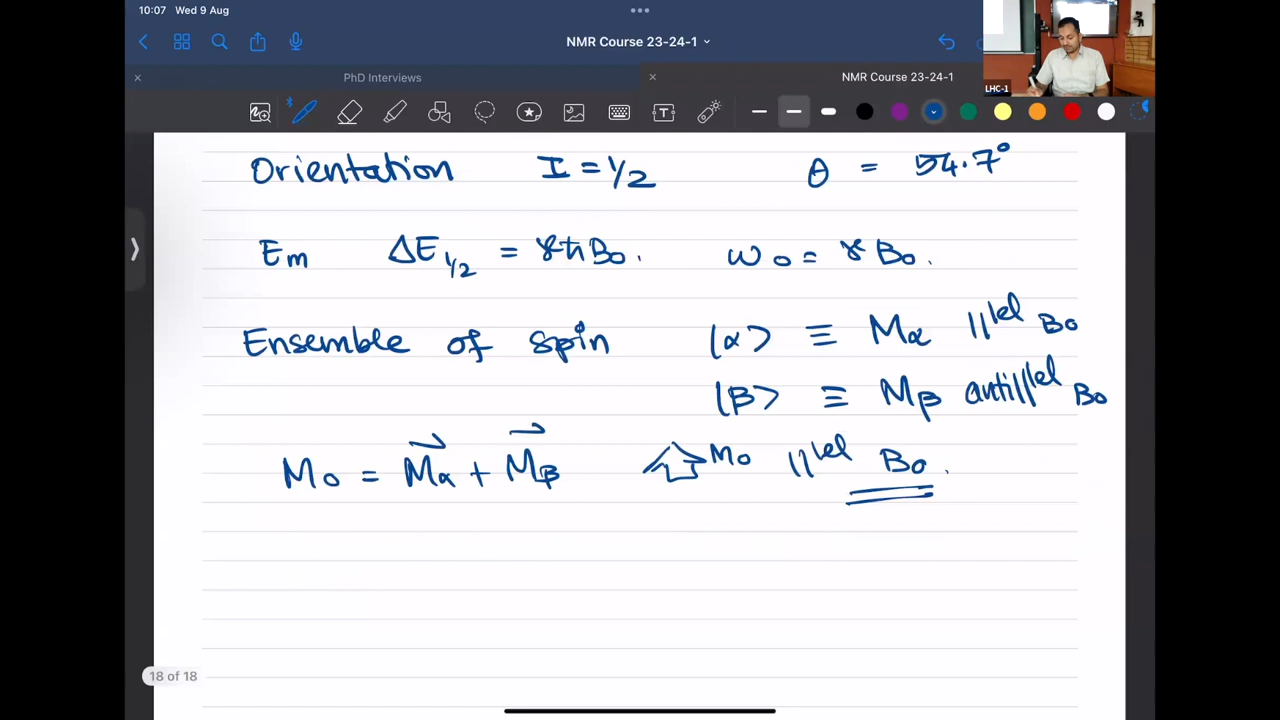 10:07 Wed 9 Aug
NMR Course 23-24-1
PhD Interviews
NMR Course 23-24-1
LHC-1
Orientation I = 1/2 θ = 54.7°
Em ΔE1/2 = γħB0. ω0 = γB0.
Ensemble of spin |α> ≡ Mα ||lel B0
|β> ≡ Mβ anti||lel B0
M0 = Mα + Mβ M0 ||lel B0.
18 of 18